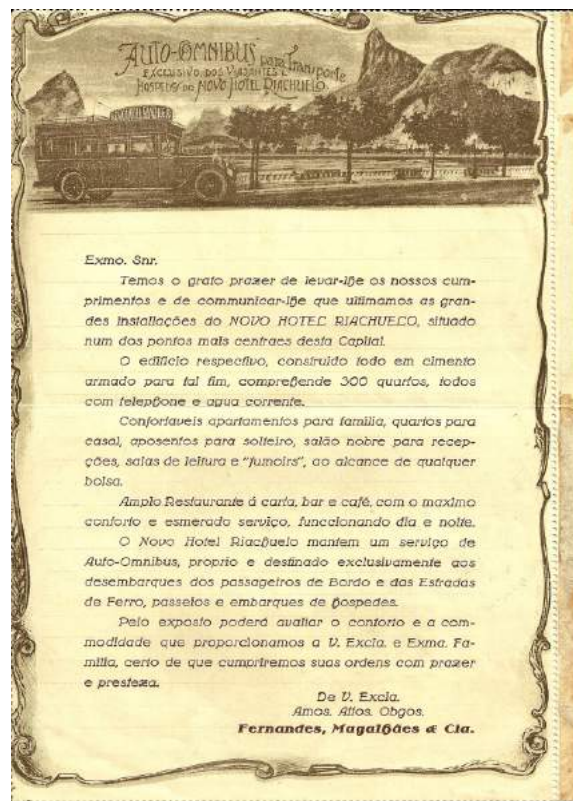 AUTO-OMNIBUS para Transporte
EXCLUSIVO, DOS VIAJANTES E
HOSPEDES DO NOVO HOTEL RIACHUELO
Exmo. Snr.
Temos o grato prazer de levar-lhe os nossos cum-
primentos e de communicar-lhe que ultimamos as gran-
des installações do NOVO HOTEL RIACHUELO, situado
num dos pontos mais centraes desta Capital.
O edificio respectivo, construido todo em cimento
armado para tal fim, comprehende 300 quartos, todos
com telephone e agua corrente.
Confortaveis apartamentos para familia, quartos para
casal, aposentos para solteiro, salão nobre para recep-
ções, salas de leitura e "fumoirs", ao alcance de qualquer
bolsa.
Amplo Restaurante á carta, bar e café, com o maximo
conforto e esmerado serviço, funccionando dia e noite.
O Novo Hotel Riachuelo mantem um serviço de
Auto-Omnibus, proprio e destinado exclusivamente aos
desembarques dos passageiros de Bordo e das Estradas
de Ferro, passeios e embarques de hospedes.
Pelo exposto poderá avaliar o conforto e a com-
modidade que proporcionamos a V. Excia. e Exma. Fa-
milia, certo de que cumpriremos suas ordens com prazer
e presteza.
De V. Excia.
Amos. Attos. Obgos.
Fernandes, Magalhães & Cia.